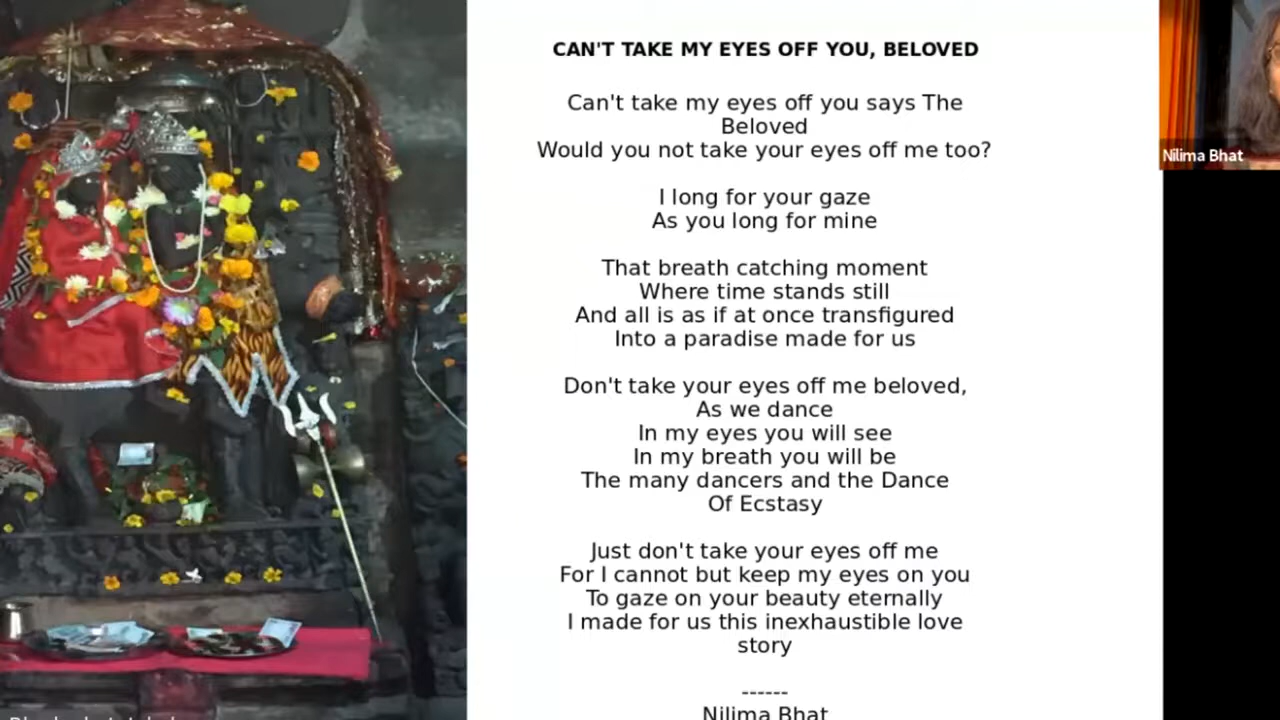 CAN'T TAKE MY EYES OFF YOU, BELOVED
Can't take my eyes off you says The
Beloved
Would you not take your eyes off me too?
I long for your gaze
As you long for mine
That breath catching moment
Where time stands still
And all is as if at once transfigured
Into a paradise made for us
Don't take your eyes off me beloved,
As we dance
In my eyes you will see
In my breath you will be
The many dancers and the Dance
Of Ecstasy
Just don't take your eyes off me
For I cannot but keep my eyes on you
To gaze on your beauty eternally
I made for us this inexhaustible love
story
------
Nilima Bhat
Nilima Bhat